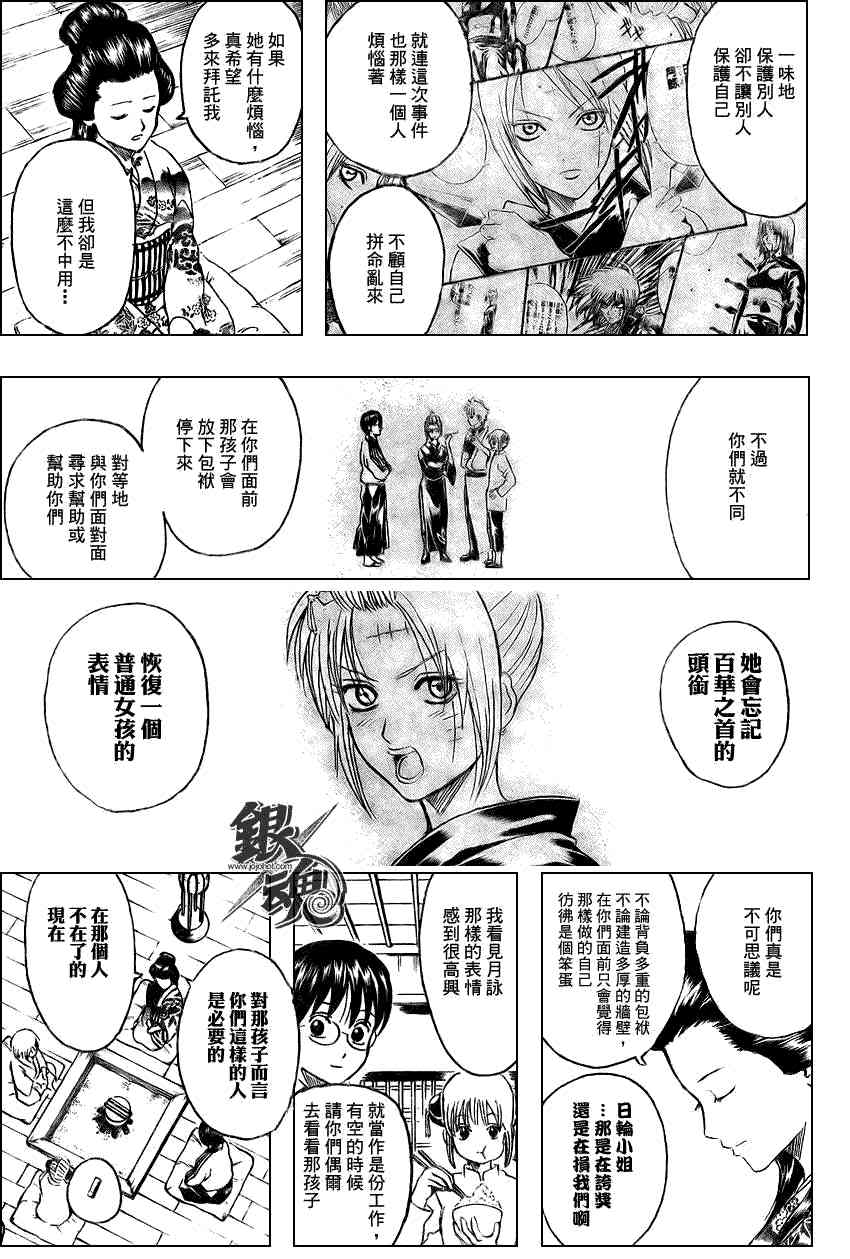 一味地
保護別人
卻不讓別人
保護自己
就連這次事件
也那樣一個人
煩惱著
不顧自己
拼命亂來
如果
她有什麼煩惱，
真希望
多來拜託我
但我卻是
這麼不中用…
不過
你們就不同
在你們面前
那孩子會
放下包袱
停下來
對等地
與你們面對面
尋求幫助或
幫助你們
她會忘記
百華之首的
頭銜
恢復一個
普通女孩的
表情
銀魂
www.jojohot.com
你們真是
不可思議呢
不論背負多重的包袱
不論建造多厚的牆壁，
在你們面前只會覺得
那樣做的自己
彷彿是個笨蛋
日輪小姐
…那是在誇獎
還是在損我們啊
我看見月詠
那樣的表情
感到很高興
就當作是份工作，
有空的時候
請你們偶爾
去看看那孩子
對那孩子而言
你們這樣的人
是必要的
在那個人
不在了的
現在